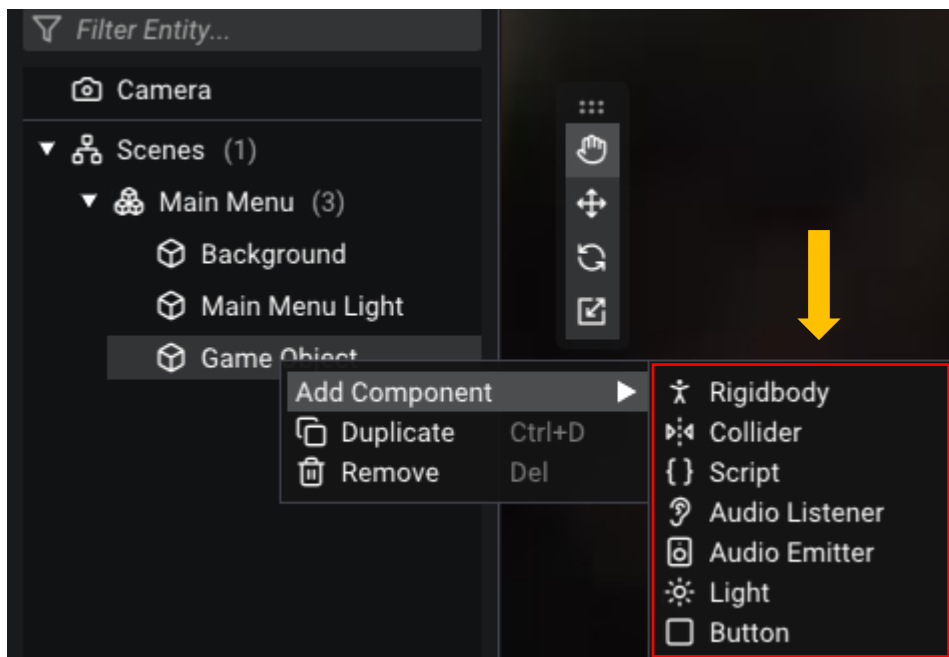 Filter Entity...
Camera
Scenes (1)
Main Menu (3)
Background
Main Menu Light
Game Object
Add Component
Duplicate Ctrl+D
Remove Del
Rigidbody
Collider
Script
Audio Listener
Audio Emitter
Light
Button